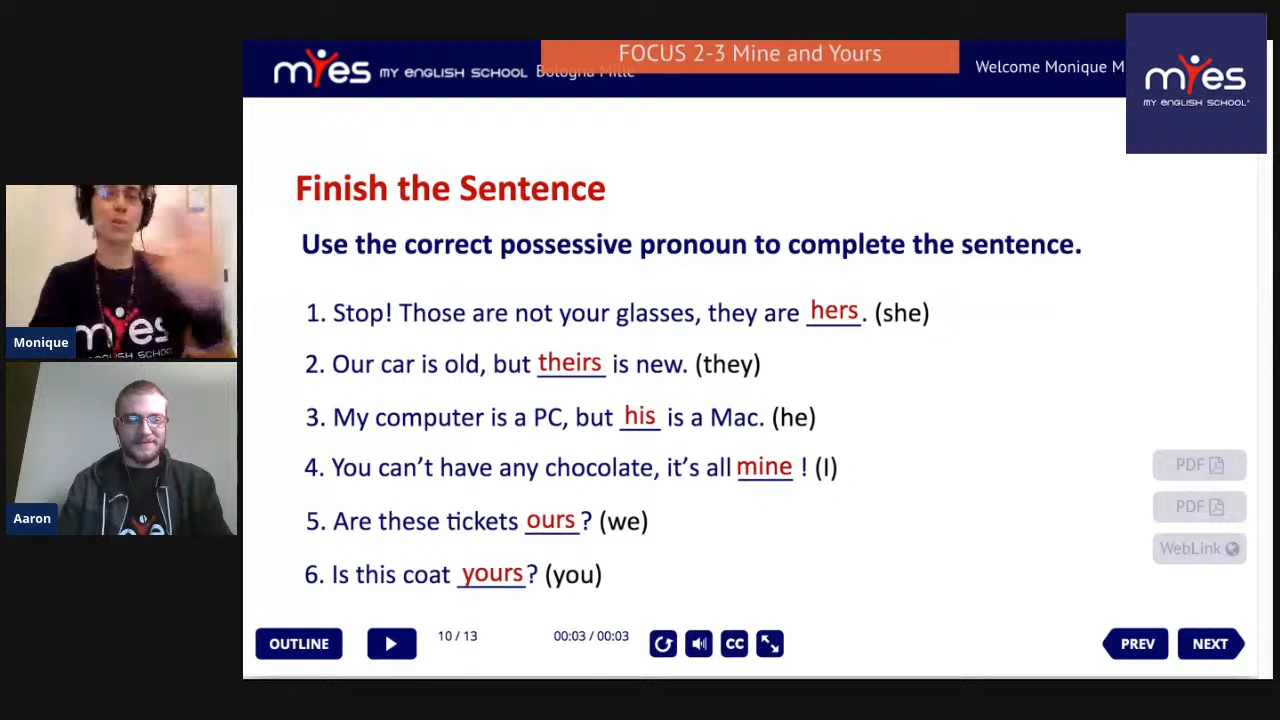 FOCUS 2-3 Mine and Yours
myes MY ENGLISH SCHOOL Bologna Mille
Welcome Monique M
myes
MY ENGLISH SCHOOL
Finish the Sentence
Use the correct possessive pronoun to complete the sentence.
1. Stop! Those are not your glasses, they are hers. (she)
2. Our car is old, but theirs is new. (they)
3. My computer is a PC, but his is a Mac. (he)
4. You can't have any chocolate, it's all mine ! (I)
5. Are these tickets ours ? (we)
6. Is this coat yours? (you)
myes
Monique
Aaron
PDF
PDF
WebLink
OUTLINE
10 / 13
00:03 / 00:03
CC
PREV
NEXT